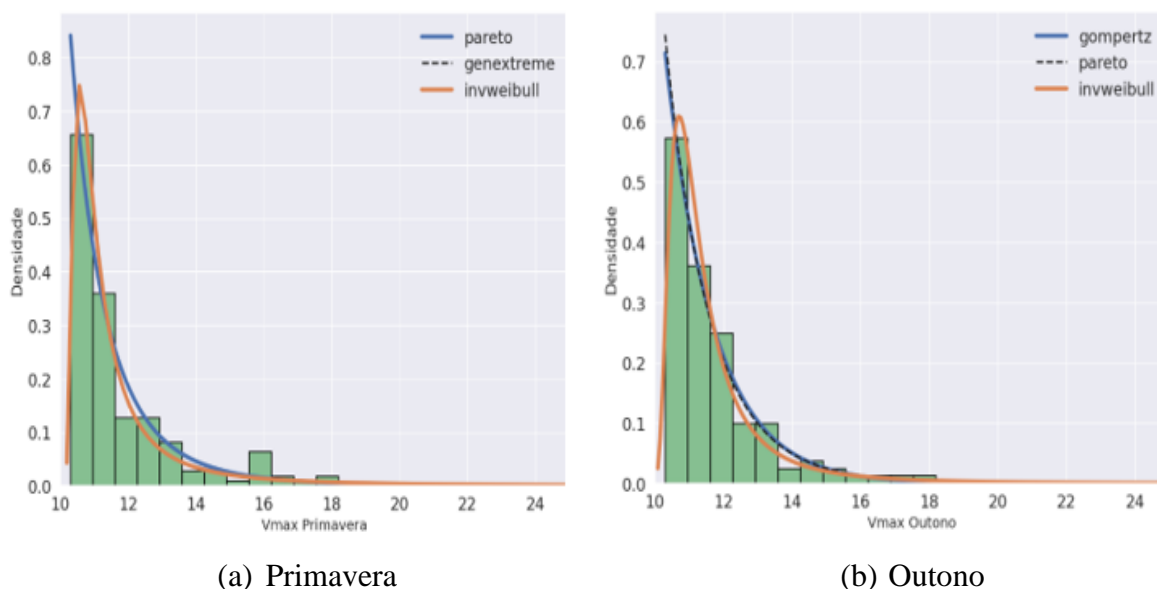 pareto
genextreme
invweibull
0.8
0.7
0.6
0.5
0.4
0.3
0.2
0.1
0.0
Densidade
10 12 14 16 18 20 22 24
Vmax Primavera
(a) Primavera
gompertz
pareto
invweibull
0.7
0.6
0.5
0.4
0.3
0.2
0.1
0.0
Densidade
10 12 14 16 18 20 22 24
Vmax Outono
(b) Outono